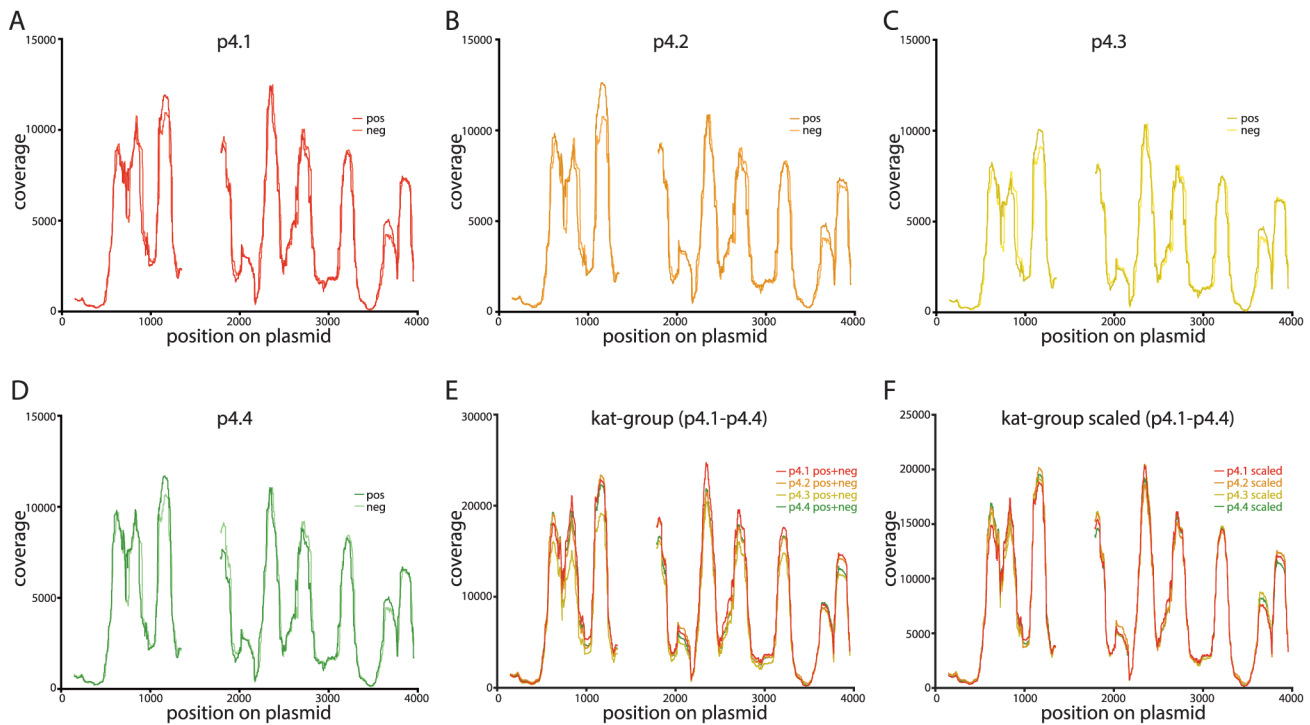 A
p4.1
15000
10000
5000
0
coverage
pos
neg
0 1000 2000 3000 4000
position on plasmid
B
p4.2
15000
10000
5000
0
coverage
pos
neg
0 1000 2000 3000 4000
position on plasmid
C
p4.3
15000
10000
5000
0
coverage
pos
neg
0 1000 2000 3000 4000
position on plasmid
D
p4.4
15000
10000
5000
0
coverage
pos
neg
0 1000 2000 3000 4000
position on plasmid
E
kat-group (p4.1-p4.4)
30000
25000
20000
15000
10000
5000
0
coverage
p4.1 pos+neg
p4.2 pos+neg
p4.3 pos+neg
p4.4 pos+neg
0 1000 2000 3000 4000
position on plasmid
F
kat-group scaled (p4.1-p4.4)
25000
20000
15000
10000
5000
0
coverage
p4.1 scaled
p4.2 scaled
p4.3 scaled
p4.4 scaled
0 1000 2000 3000 4000
position on plasmid